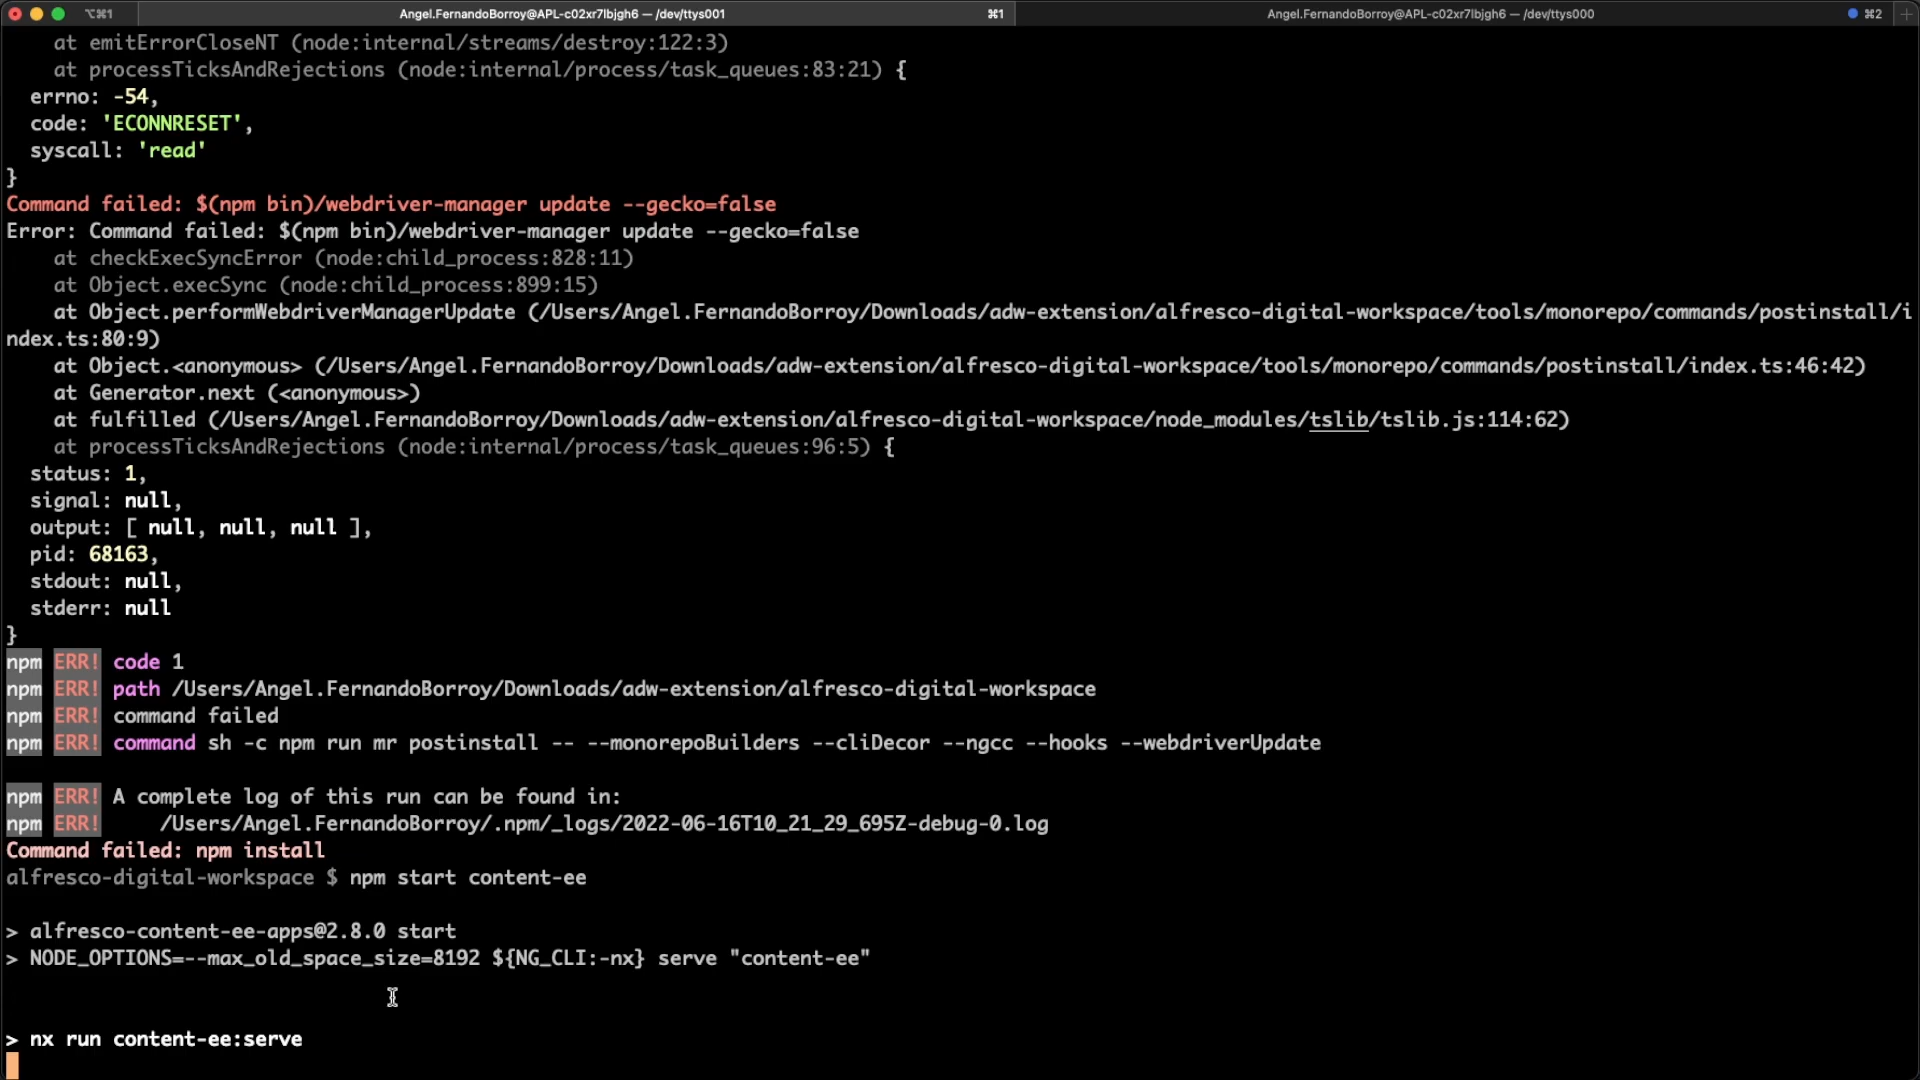 ⌥⌘1 Angel.FernandoBorroy@APL-c02xr7lbjgh6 — /dev/ttys001 ⌘1 Angel.FernandoBorroy@APL-c02xr7lbjgh6 — /dev/ttys000 ⌘2 +
at emitErrorCloseNT (node:internal/streams/destroy:122:3)
at processTicksAndRejections (node:internal/process/task_queues:83:21) {
errno: -54,
code: 'ECONNRESET',
syscall: 'read'
}
Command failed: $(npm bin)/webdriver-manager update --gecko=false
Error: Command failed: $(npm bin)/webdriver-manager update --gecko=false
at checkExecSyncError (node:child_process:828:11)
at Object.execSync (node:child_process:899:15)
at Object.performWebdriverManagerUpdate (/Users/Angel.FernandoBorroy/Downloads/adw-extension/alfresco-digital-workspace/tools/monorepo/commands/postinstall/i
ndex.ts:80:9)
at Object.<anonymous> (/Users/Angel.FernandoBorroy/Downloads/adw-extension/alfresco-digital-workspace/tools/monorepo/commands/postinstall/index.ts:46:42)
at Generator.next (<anonymous>)
at fulfilled (/Users/Angel.FernandoBorroy/Downloads/adw-extension/alfresco-digital-workspace/node_modules/tslib/tslib.js:114:62)
at processTicksAndRejections (node:internal/process/task_queues:96:5) {
status: 1,
signal: null,
output: [ null, null, null ],
pid: 68163,
stdout: null,
stderr: null
}
npm ERR! code 1
npm ERR! path /Users/Angel.FernandoBorroy/Downloads/adw-extension/alfresco-digital-workspace
npm ERR! command failed
npm ERR! command sh -c npm run mr postinstall -- --monorepoBuilders --cliDecor --ngcc --hooks --webdriverUpdate
npm ERR! A complete log of this run can be found in:
npm ERR! /Users/Angel.FernandoBorroy/.npm/_logs/2022-06-16T10_21_29_695Z-debug-0.log
Command failed: npm install
alfresco-digital-workspace $ npm start content-ee
> alfresco-content-ee-apps@2.8.0 start
> NODE_OPTIONS=--max_old_space_size=8192 ${NG_CLI:-nx} serve "content-ee"
> nx run content-ee:serve